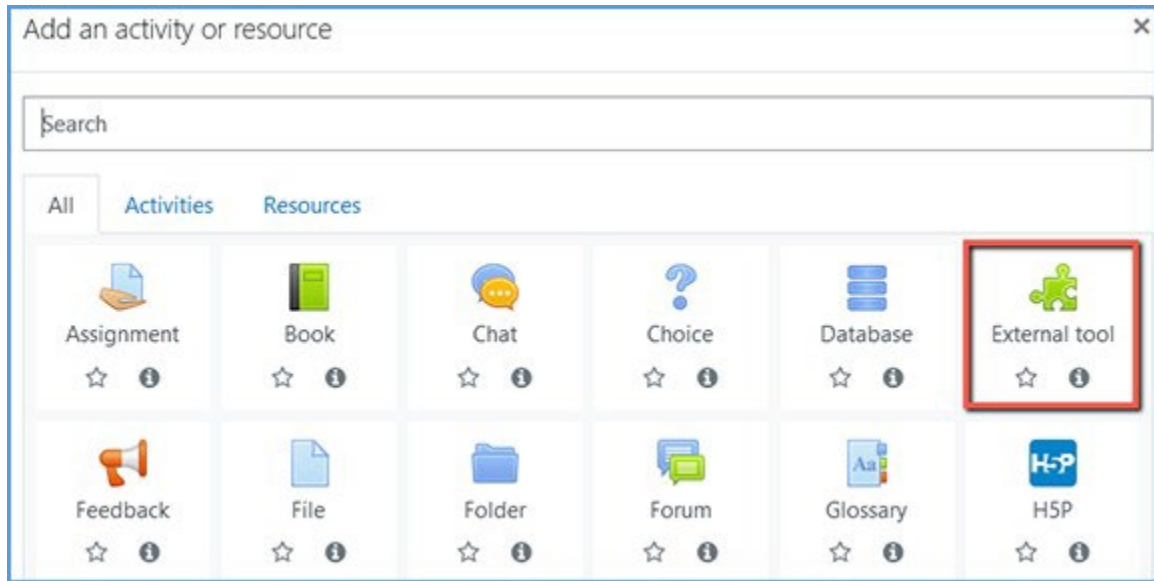 Add an activity or resource ×
Search
All Activities Resources
Assignment Book Chat Choice Database External tool
Aa
H5P
Feedback File Folder Forum Glossary H5P